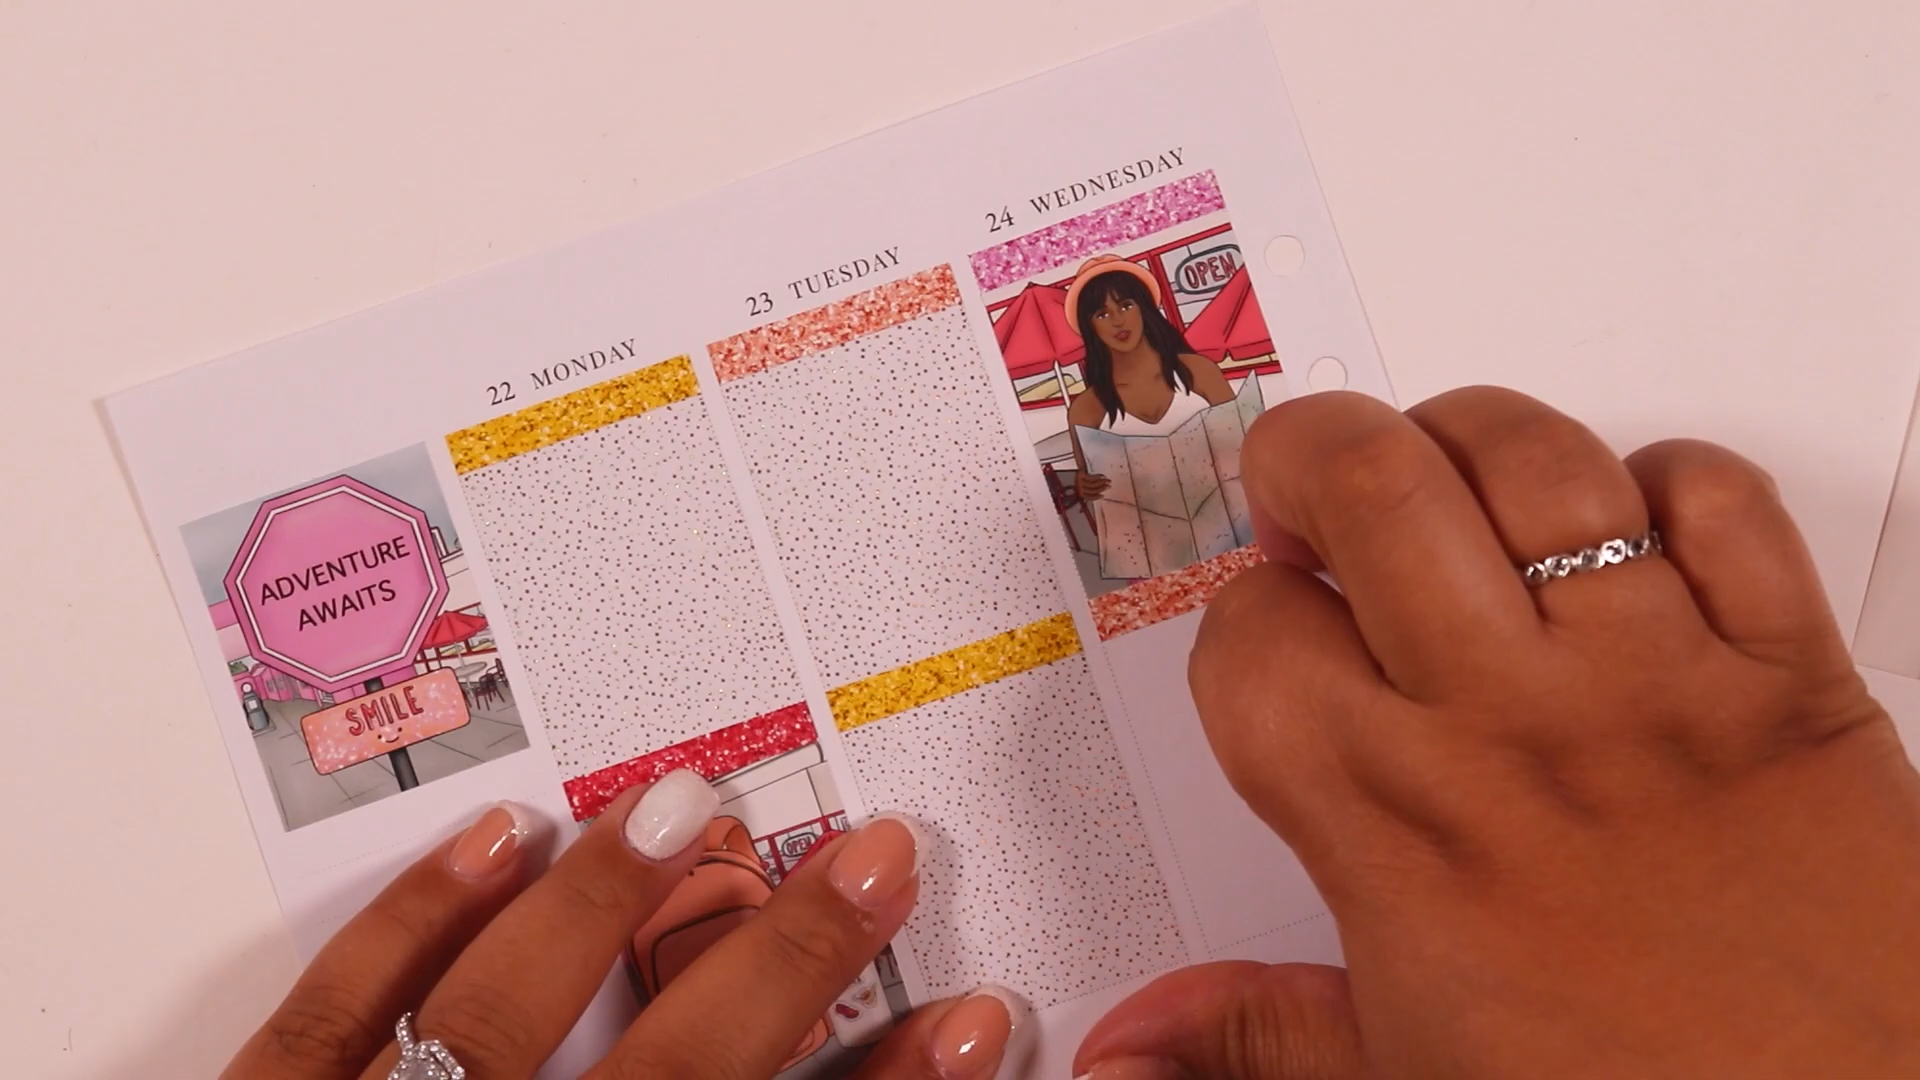 22 MONDAY
23 TUESDAY
24 WEDNESDAY
OPEN
ADVENTURE
AWAITS
SMILE
OPEN